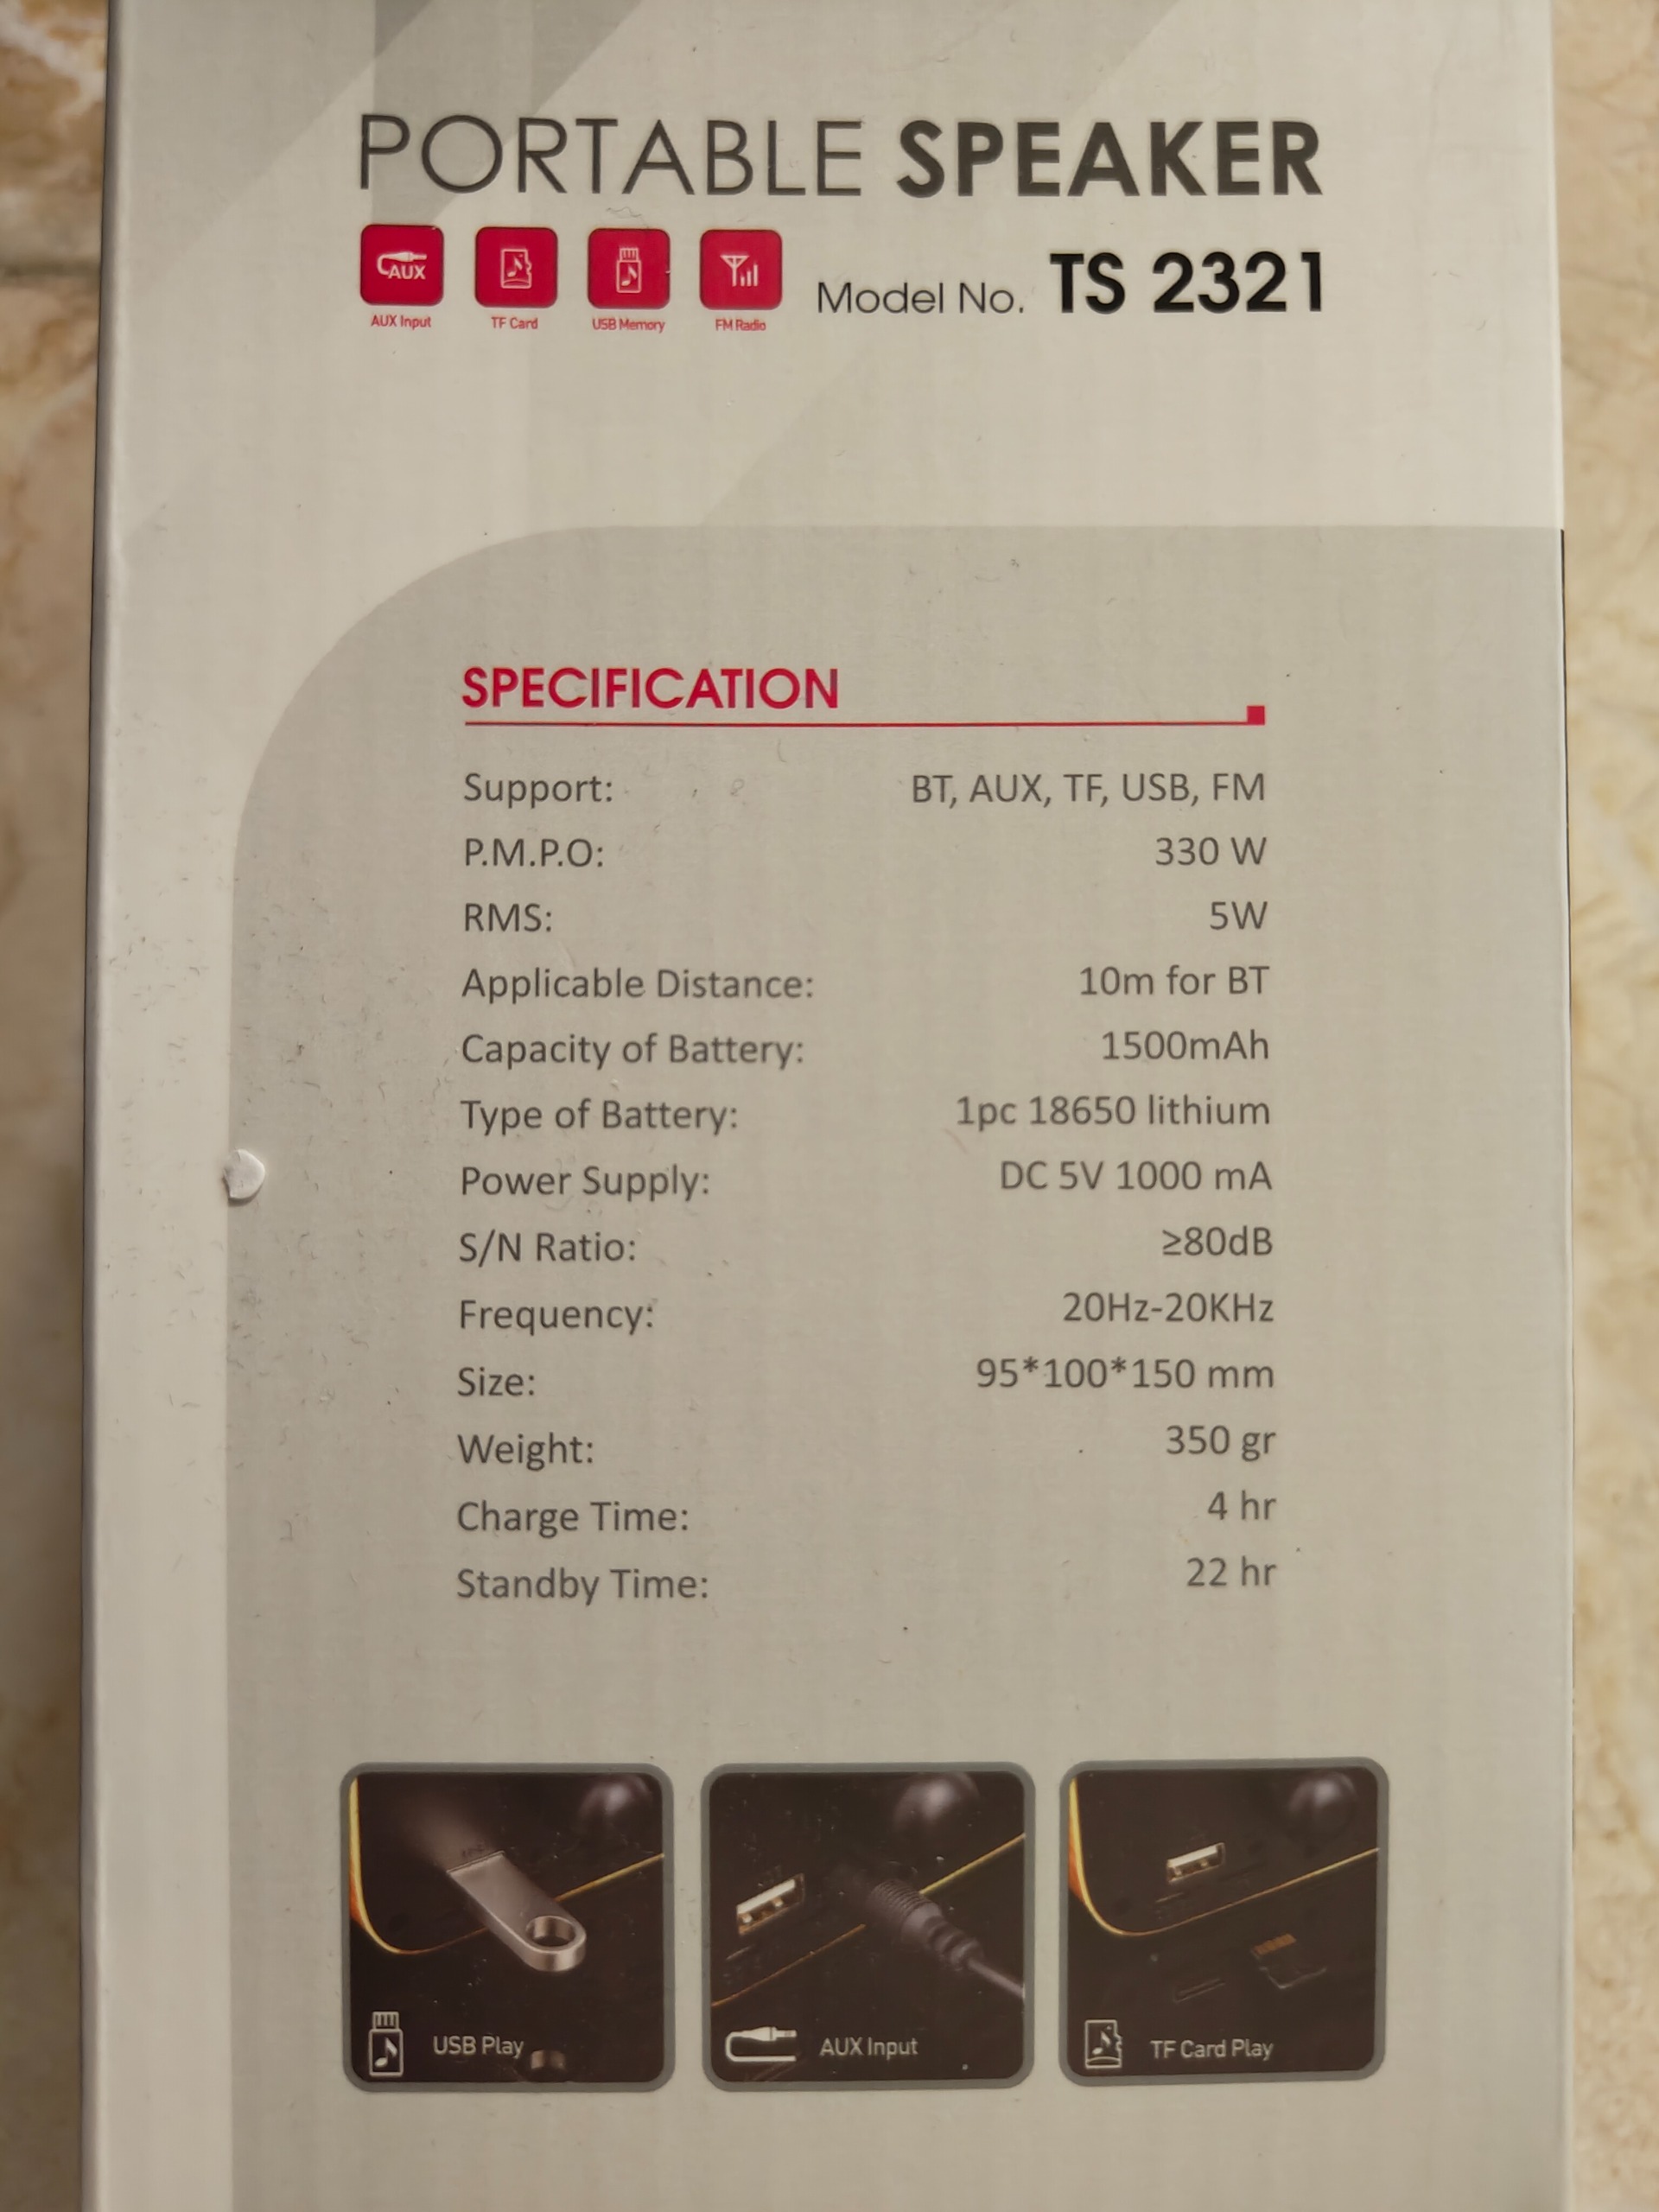 PORTABLE SPEAKER
AUX
AUX Input
TF Card
USB Memory
FM Radio
Model No. TS 2321
SPECIFICATION
Support: BT, AUX, TF, USB, FM
P.M.P.O: 330 W
RMS: 5W
Applicable Distance: 10m for BT
Capacity of Battery: 1500mAh
Type of Battery: 1pc 18650 lithium
Power Supply: DC 5V 1000 mA
S/N Ratio: ≥80dB
Frequency: 20Hz-20KHz
Size: 95*100*150 mm
Weight: 350 gr
Charge Time: 4 hr
Standby Time: 22 hr
USB Play
AUX Input
TF Card Play